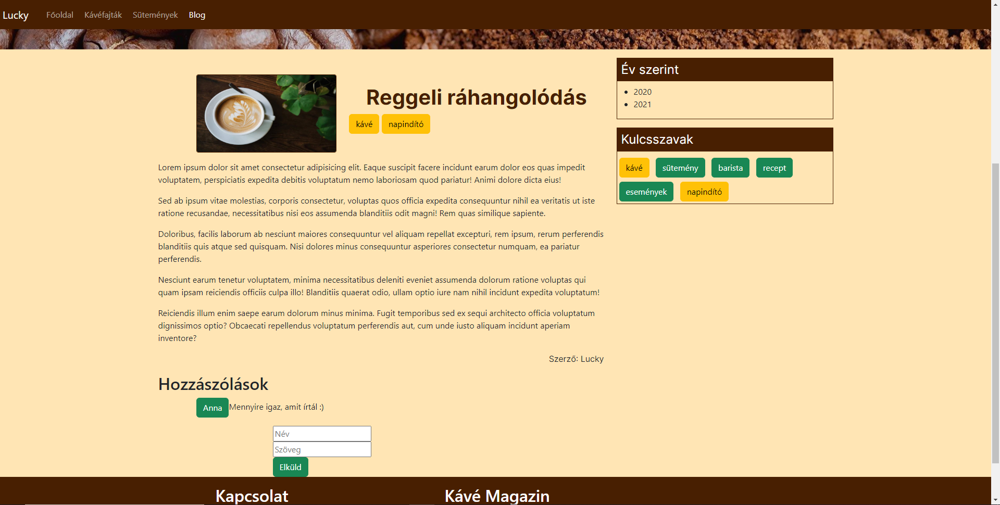 Lucky Főoldal Kávéfajták Sütemények Blog
Reggeli ráhangolódás
kávé napindító
Lorem ipsum dolor sit amet consectetur adipisicing elit. Eaque suscipit facere incidunt earum dolor eos quas impedit
voluptatem, perspiciatis expedita debitis voluptatum nemo laboriosam quod pariatur! Animi dolore dicta eius!
Sed ab ipsum vitae molestias, corporis consectetur, voluptas quos officia expedita consequuntur nihil ea veritatis ut iste
ratione recusandae, necessitatibus nisi eos assumenda blanditiis odit magni! Rem quas similique sapiente.
Doloribus, facilis laborum ab nesciunt maiores consequuntur vel aliquam repellat excepturi, rem ipsum, rerum perferendis
blanditiis quis atque sed quisquam. Nisi dolores minus consequuntur asperiores consectetur numquam, ea pariatur
perferendis.
Nesciunt earum tenetur voluptatem, minima necessitatibus deleniti eveniet assumenda dolorum ratione voluptas qui
quam ipsam reiciendis officiis culpa illo! Blanditiis quaerat odio, ullam optio iure nam nihil incidunt expedita voluptatum!
Reiciendis illum enim saepe earum dolorum minus minima. Fugit temporibus sed ex sequi architecto officia voluptatum
dignissimos optio? Obcaecati repellendus voluptatum perferendis aut, cum unde iusto aliquam incidunt aperiam
inventore?
Szerző: Lucky
Hozzászólások
Anna Mennyire igaz, amit írtál :)
Név
Szöveg
Elküld
Év szerint
2020
2021
Kulcsszavak
kávé sütemény barista recept
események napindító
Kapcsolat Kávé Magazin